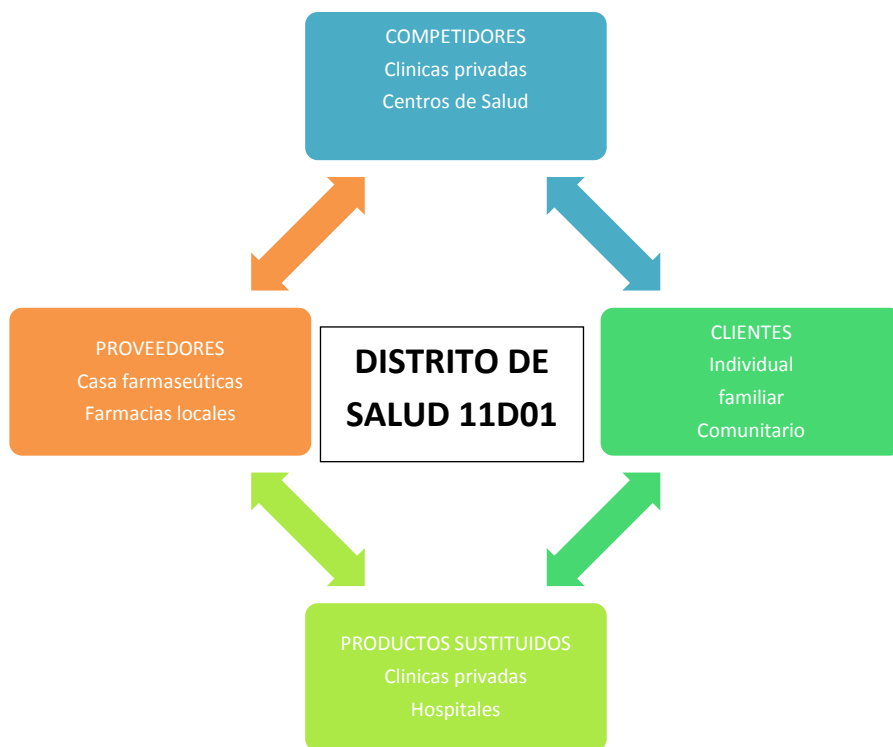 COMPETIDORES
Clinicas privadas
Centros de Salud
PROVEEDORES
Casa farmaseúticas
Farmacias locales
DISTRITO DE
SALUD 11D01
CLIENTES
Individual
familiar
Comunitario
PRODUCTOS SUSTITUIDOS
Clinicas privadas
Hospitales